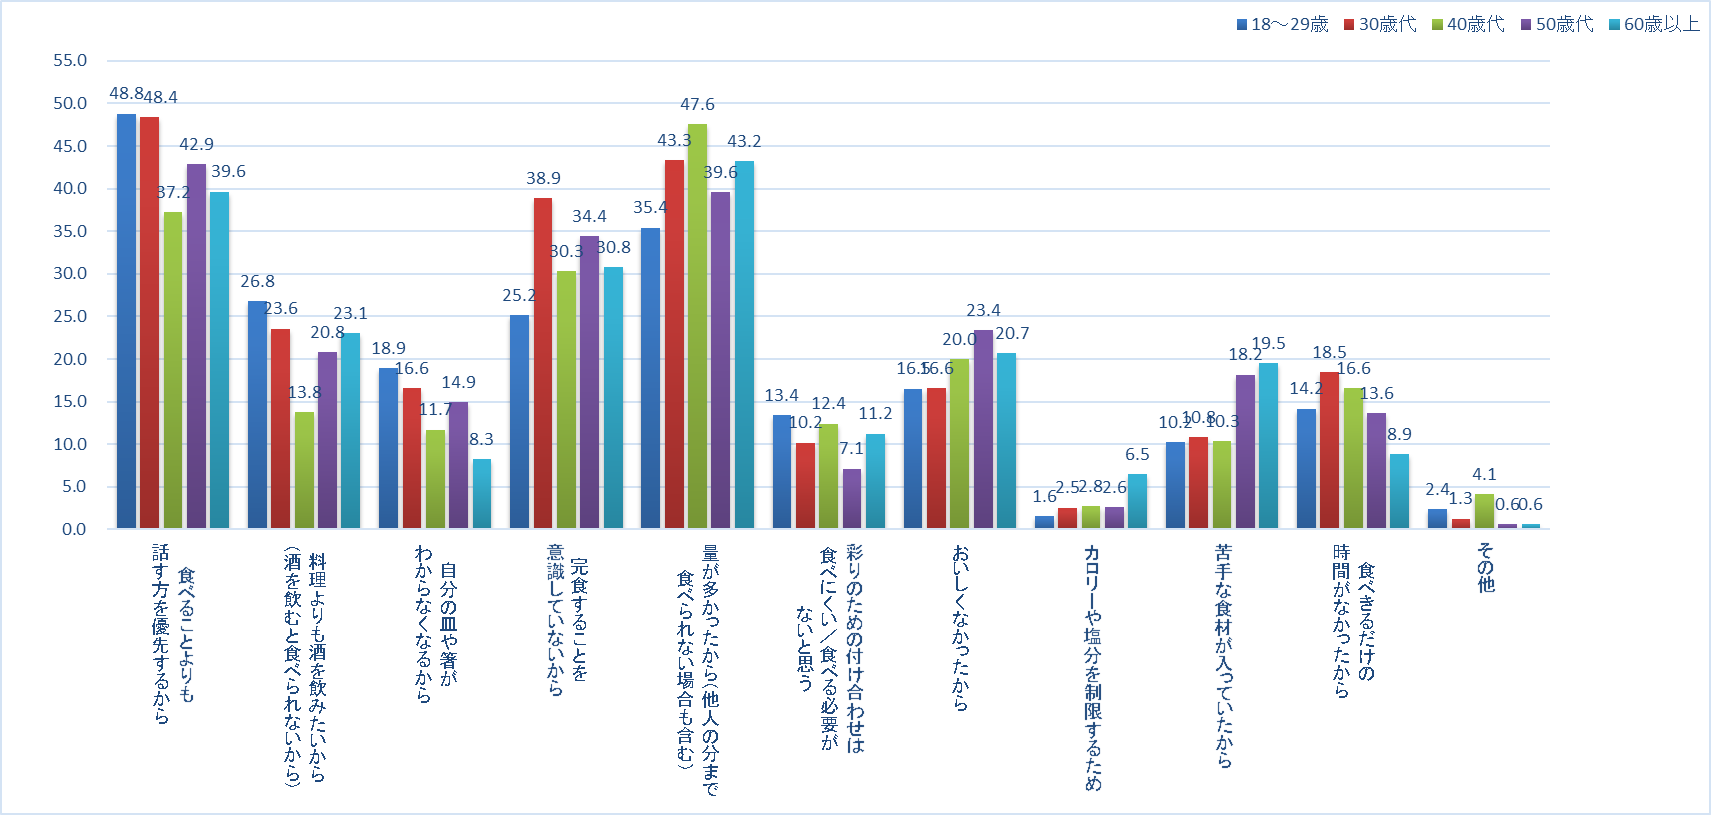 18～29歳 30歳代 40歳代 50歳代 60歳以上
55.0
50.0
45.0
40.0
35.0
30.0
25.0
20.0
15.0
10.0
5.0
0.0
48.8 48.4 37.2 42.9 39.6
26.8 23.6 13.8 20.8 23.1
18.9 16.6 11.7 14.9 8.3
25.2 38.9 30.3 34.4 30.8
35.4 43.3 47.6 39.6 43.2
13.4 10.2 12.4 7.1 11.2
16.5 16.6 20.0 23.4 20.7
1.6 2.5 2.8 2.6 6.5
10.2 10.8 10.3 18.2 19.5
14.2 18.5 16.6 13.6 8.9
2.4 1.3 4.1 0.6 0.6
食べることよりも
話す方を優先するから
料理よりも酒を飲みたいから
（酒を飲むと食べられないから）
自分の皿や箸が
わからなくなるから
完食することを
意識していないから
量が多かったから（他人の分まで
食べられない場合も含む）
彩りのための付け合わせは
食べにくい／食べる必要が
ないと思う
おいしくなかったから
カロリーや塩分を制限するため
苦手な食材が入っていたから
食べきるだけの
時間がなかったから
その他